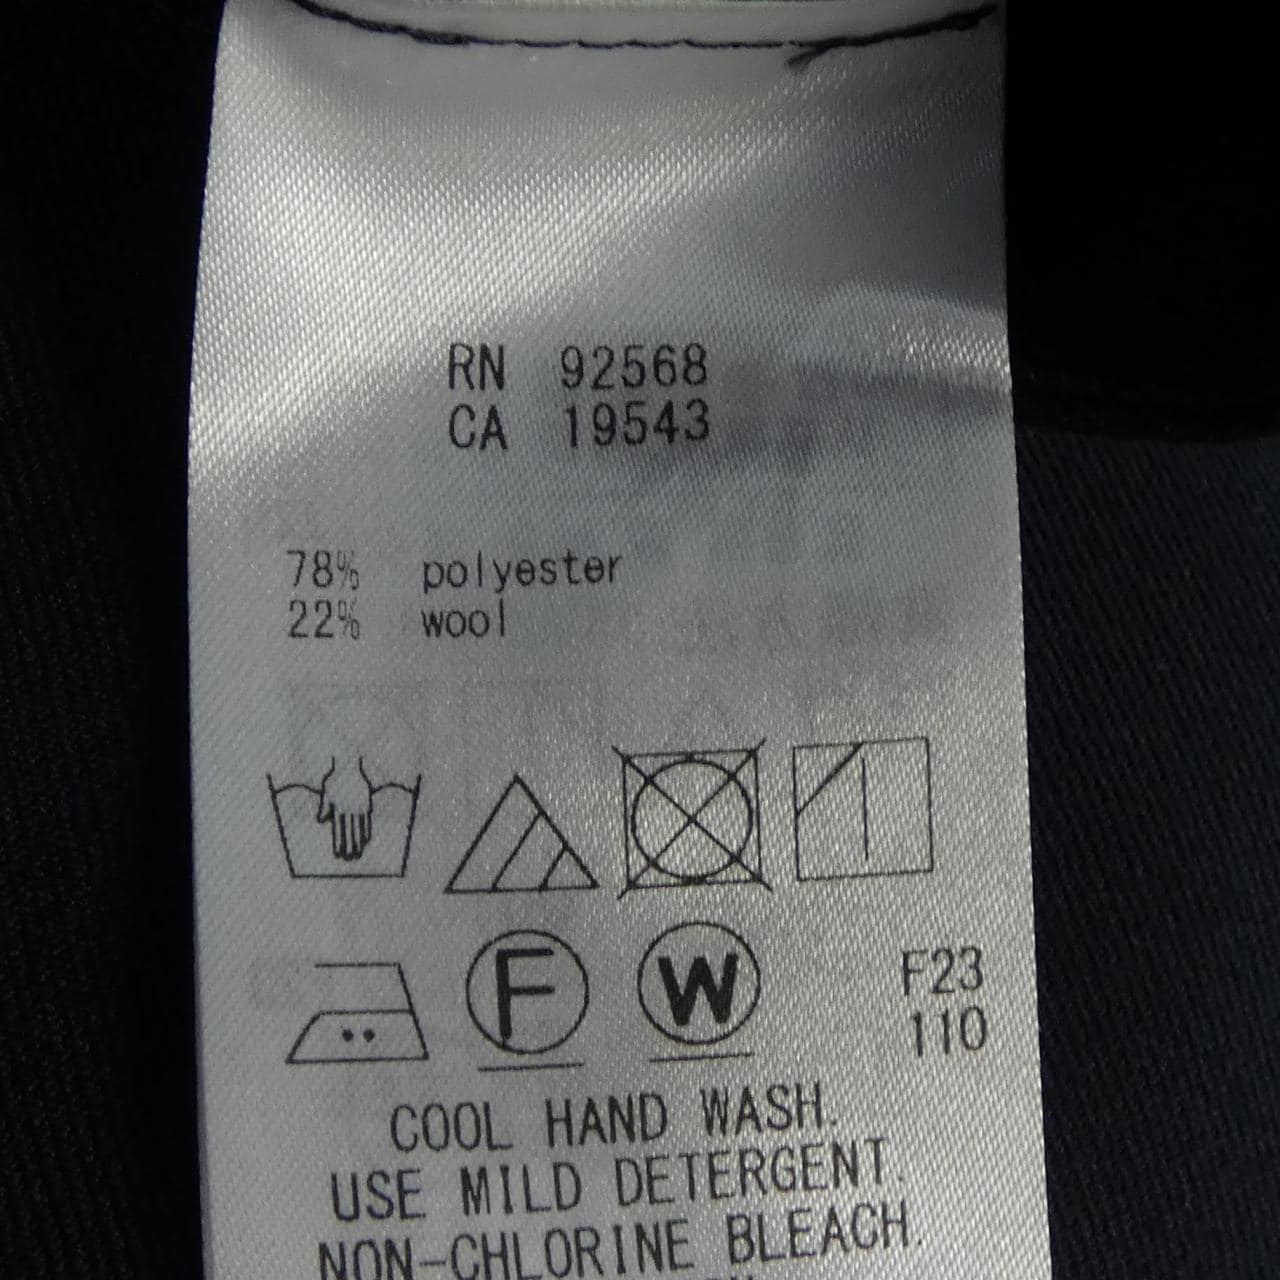 RN 92568
CA 19543
78% polyester
22% wool
F W
F23
110
COOL HAND WASH.
USE MILD DETERGENT.
NON-CHLORINE BLEACH.